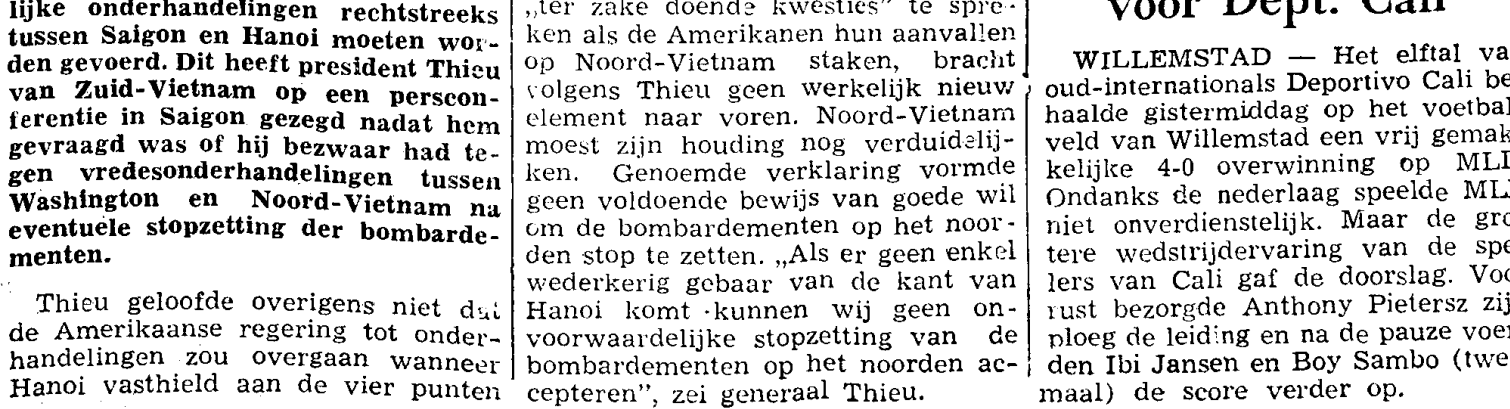 lijke onderhandelingen rechtstreeks
tussen Saigon en Hanoi moeten wor-
den gevoerd. Dit heeft president Thieu
van Zuid-Vietnam op een perscon-
ferentie in Saigon gezegd nadat hem
gevraagd was of hij bezwaar had te-
gen vredesonderhandelingen tussen
Washington en Noord-Vietnam na
eventuele stopzetting der bombarde-
menten.
Thieu geloofde overigens niet dat
de Amerikaanse regering tot onder-
handelingen zou overgaan wanneer
Hanoi vasthield aan de vier punten
„ter zake doende kwesties” te spre-
ken als de Amerikanen hun aanvallen
op Noord-Vietnam staken, bracht
volgens Thieu geen werkelijk nieuw
element naar voren. Noord-Vietnam
moest zijn houding nog verduidelij-
ken. Genoemde verklaring vormde
geen voldoende bewijs van goede wil
om de bombardementen op het noor-
den stop te zetten. „Als er geen enkel
wederkerig gebaar van de kant van
Hanoi komt kunnen wij geen on-
voorwaardelijke stopzetting van de
bombardementen op het noorden ac-
cepteren”, zei generaal Thieu.
voor Dept. Cali
WILLEMSTAD — Het elftal va
oud-internationals Deportivo Cali be
haalde gistermiddag op het voetbal
veld van Willemstad een vrij gemak
kelijke 4-0 overwinning op
Ondanks de nederlaag speelde
niet onverdienstelijk. Maar de gro
tere wedstrijdervaring van de spe
lers van Cali gaf de doorslag. Voo
rust bezorgde Anthony Pietersz zij
ploeg de leiding en na de pauze voer
den Ibi Jansen en Boy Sambo (twe
maal) de score verder op.